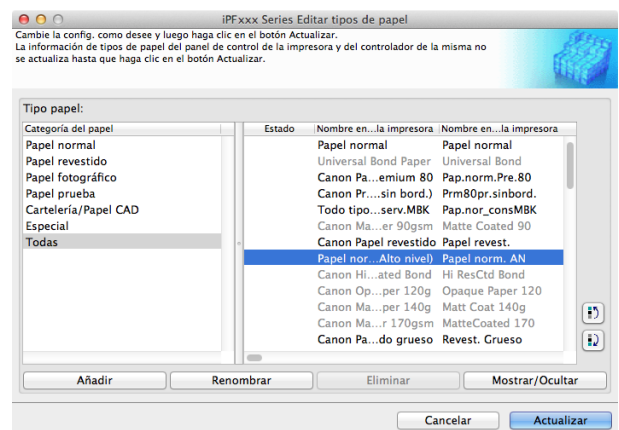 iPFxxx Series Editar tipos de papel
Cambie la config. como desee y luego haga clic en el botón Actualizar.
La información de tipos de papel del panel de control de la impresora y del controlador de la misma no
se actualiza hasta que haga clic en el botón Actualizar.
Tipo papel:
Categoría del papel Estado Nombre en...la impresora Nombre en...la impresora
Papel normal Papel normal Papel normal
Papel revestido Universal Bond Paper Universal Bond
Papel fotográfico Canon Pa...emium 80 Pap.norm.Pre.80
Papel prueba Canon Pr....sin bord.) Prm80pr.sinbord.
Cartelería/Papel CAD Todo tipo...serv.MBK Pap.nor_consMBK
Especial Canon Ma...er 90gsm Matte Coated 90
Todas Canon Papel revestido Papel revest.
Papel nor...Alto nivel) Papel norm. AN
Canon Hi...ated Bond Hi ResCtd Bond
Canon Op...per 120g Opaque Paper 120
Canon Ma...per 140g Matt Coat 140g
Canon Ma...r 170gsm MatteCoated 170
Canon Pa...do grueso Revest. Grueso
Añadir Renombrar Eliminar Mostrar/Ocultar
Cancelar Actualizar